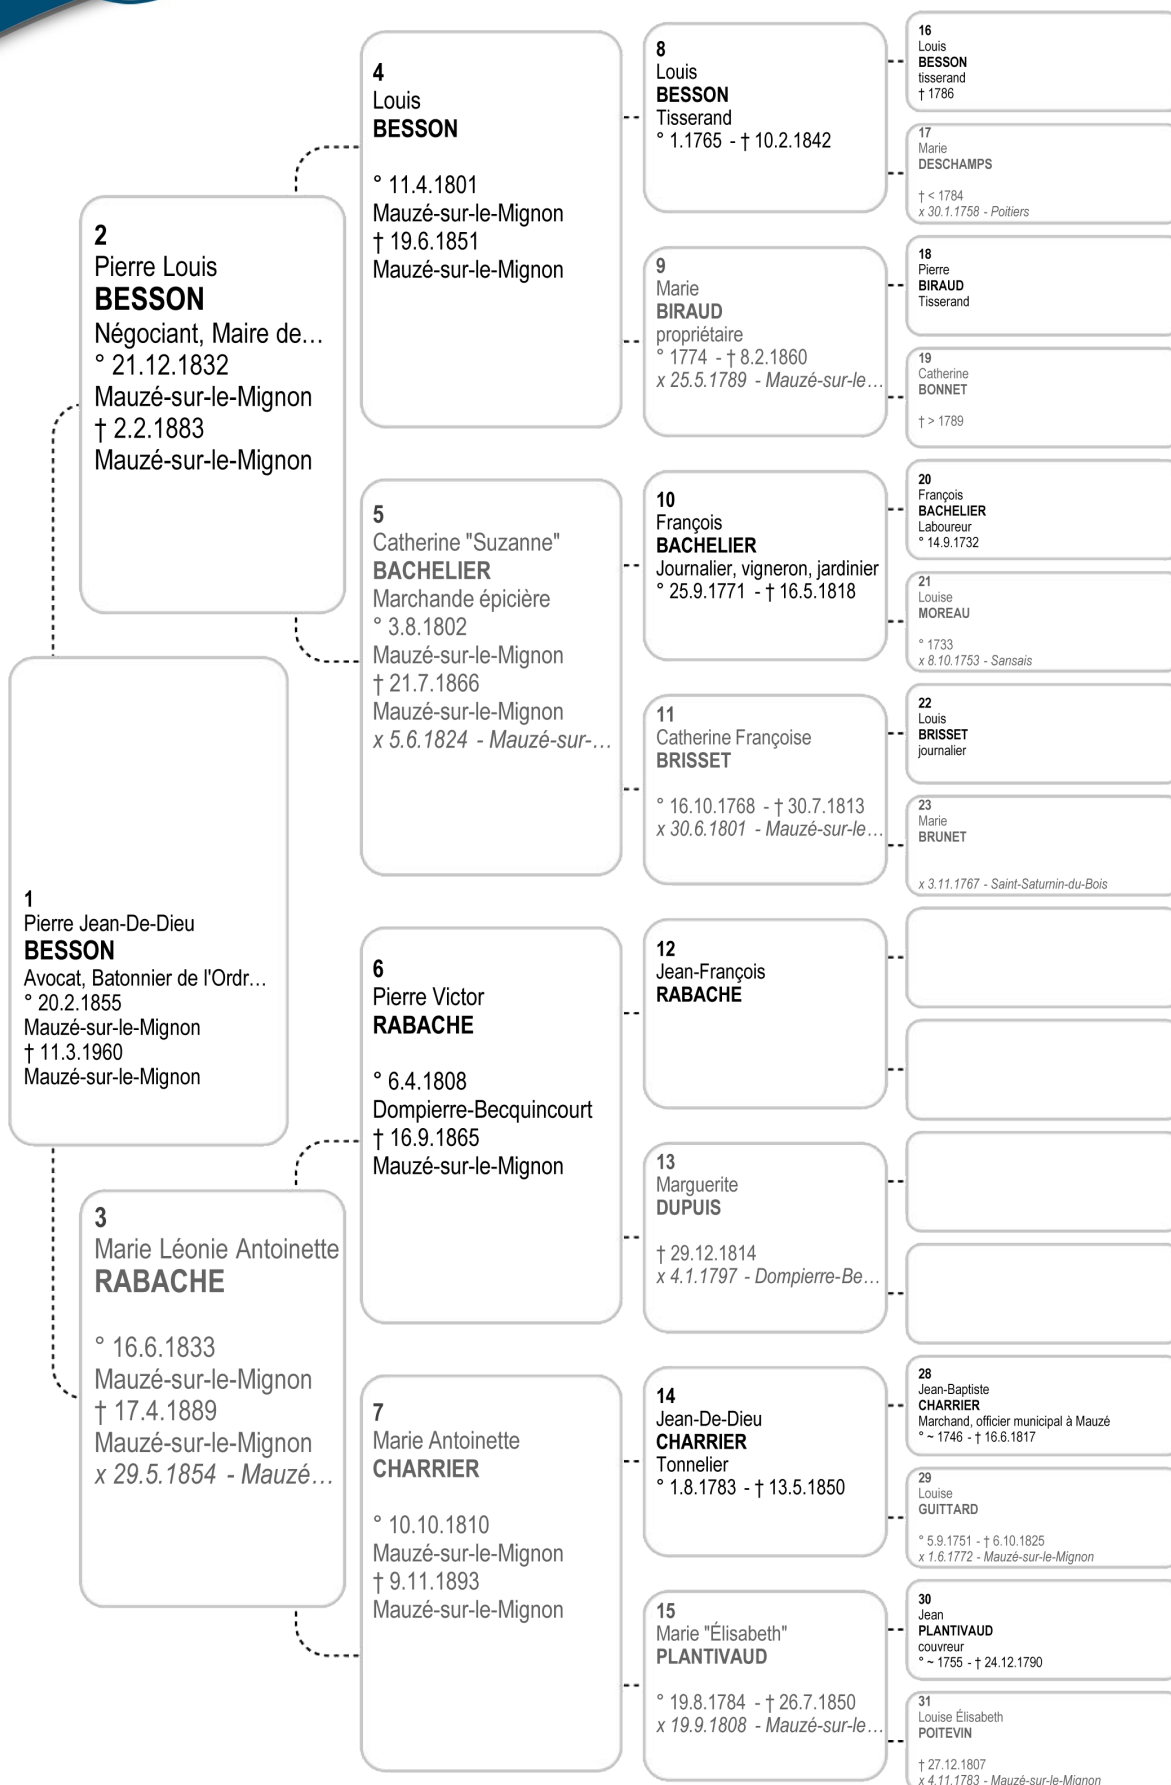 1
Pierre Jean-De-Dieu
BESSON
Avocat, Batonnier de l'Ordr…
° 20.2.1855
Mauzé-sur-le-Mignon
† 11.3.1960
Mauzé-sur-le-Mignon
2
Pierre Louis
BESSON
Négociant, Maire de…
° 21.12.1832
Mauzé-sur-le-Mignon
† 2.2.1883
Mauzé-sur-le-Mignon
3
Marie Léonie Antoinette
RABACHE
° 16.6.1833
Mauzé-sur-le-Mignon
† 17.4.1889
Mauzé-sur-le-Mignon
x 29.5.1854 - Mauzé…
4
Louis
BESSON
° 11.4.1801
Mauzé-sur-le-Mignon
† 19.6.1851
Mauzé-sur-le-Mignon
5
Catherine "Suzanne"
BACHELIER
Marchande épicière
° 3.8.1802
Mauzé-sur-le-Mignon
† 21.7.1866
Mauzé-sur-le-Mignon
x 5.6.1824 - Mauzé-sur-…
6
Pierre Victor
RABACHE
° 6.4.1808
Dompierre-Becquincourt
† 16.9.1865
Mauzé-sur-le-Mignon
7
Marie Antoinette
CHARRIER
° 10.10.1810
Mauzé-sur-le-Mignon
† 9.11.1893
Mauzé-sur-le-Mignon
8
Louis
BESSON
Tisserand
° 1.1765 - † 10.2.1842
9
Marie
BIRAUD
propriétaire
° 1774 - † 8.2.1860
x 25.5.1789 - Mauzé-sur-le…
10
François
BACHELIER
Journalier, vigneron, jardinier
° 25.9.1771 - † 16.5.1818
11
Catherine Françoise
BRISSET
° 16.10.1768 - † 30.7.1813
x 30.6.1801 - Mauzé-sur-le…
12
Jean-François
RABACHE
13
Marguerite
DUPUIS
† 29.12.1814
x 4.1.1797 - Dompierre-Be…
14
Jean-De-Dieu
CHARRIER
Tonnelier
° 1.8.1783 - † 13.5.1850
15
Marie "Élisabeth"
PLANTIVAUD
° 19.8.1784 - † 26.7.1850
x 19.9.1808 - Mauzé-sur-le…
16
Louis
BESSON
tisserand
† 1786
17
Marie
DESCHAMPS
† < 1784
x 30.1.1758 - Poitiers
18
Pierre
BIRAUD
Tisserand
19
Catherine
BONNET
† > 1789
20
François
BACHELIER
Laboureur
° 14.9.1732
21
Louise
MOREAU
° 1733
x 8.10.1753 - Sansais
22
Louis
BRISSET
journalier
23
Marie
BRUNET
x 3.11.1767 - Saint-Saturnin-du-Bois
28
Jean-Baptiste
CHARRIER
Marchand, officier municipal à Mauzé
° ~ 1746 - † 16.6.1817
29
Louise
GUITTARD
° 5.9.1751 - † 6.10.1825
x 1.6.1772 - Mauzé-sur-le-Mignon
30
Jean
PLANTIVAUD
couvreur
° ~ 1755 - † 24.12.1790
31
Louise Élisabeth
POITEVIN
† 27.12.1807
x 4.11.1783 - Mauzé-sur-le-Mignon